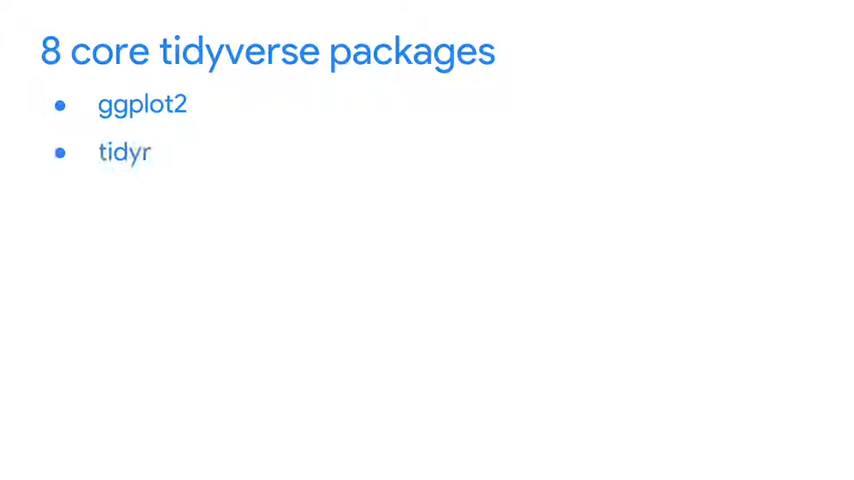 8 core tidyverse packages
● ggplot2
● tidyr